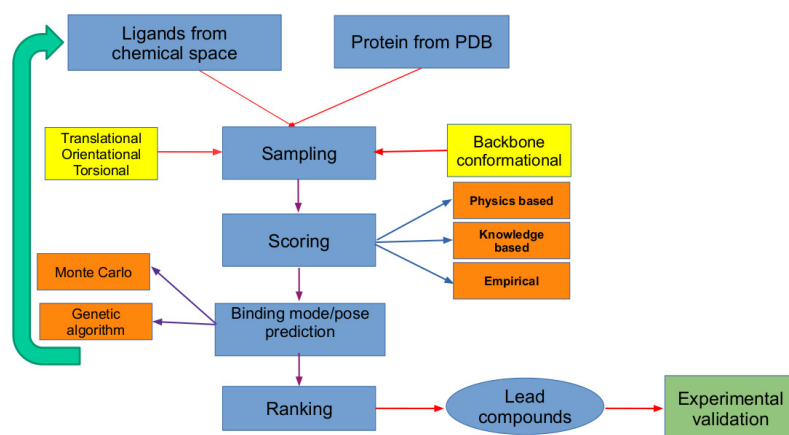 Ligands from
chemical space
Protein from PDB
Translational
Orientational
Torsional
Sampling
Backbone
conformational
Physics based
Scoring
Knowledge
based
Empirical
Monte Carlo
Genetic
algorithm
Binding mode/pose
prediction
Ranking
Lead
compounds
Experimental
validation